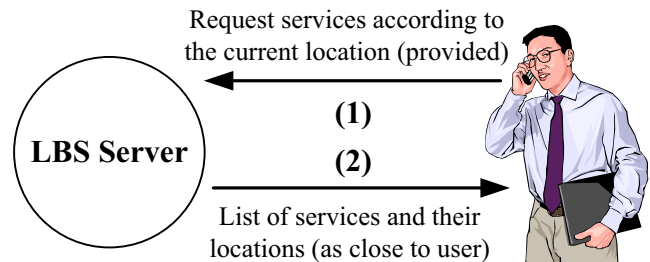 Request services according to
the current location (provided)
(1)
LBS Server
(2)
List of services and their
locations (as close to user)